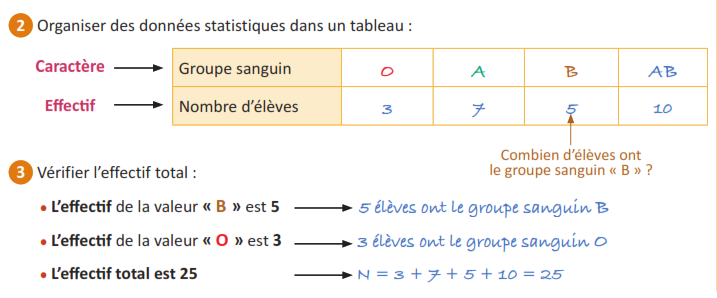 2 Organiser des données statistiques dans un tableau :
Caractère Groupe sanguin O A B AB
Effectif Nombre d'élèves 3 7 5 10
Combien d'élèves ont
le groupe sanguin « B » ?
3 Vérifier l'effectif total :
• L'effectif de la valeur « B » est 5 5 élèves ont le groupe sanguin B
• L'effectif de la valeur « O » est 3 3 élèves ont le groupe sanguin O
• L'effectif total est 25 N = 3 + 7 + 5 + 10 = 25